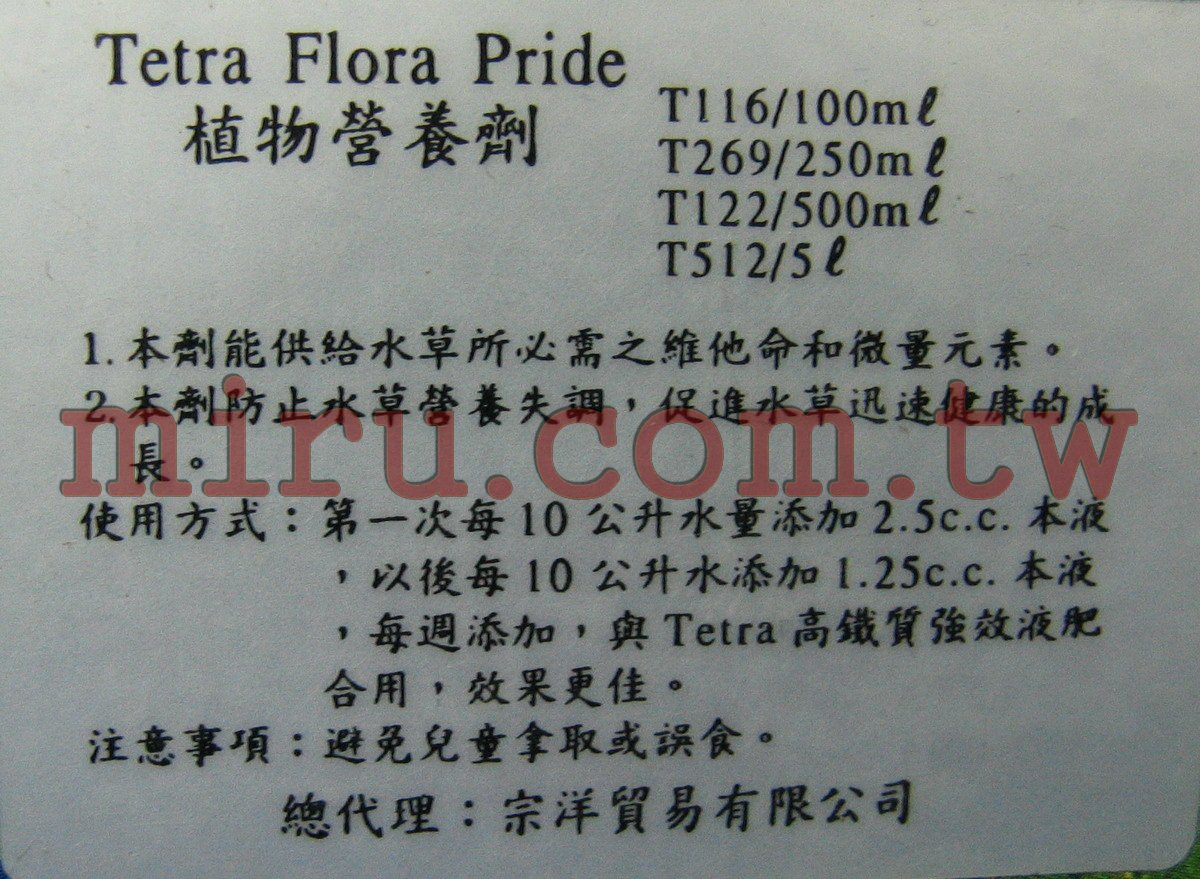 Tetra Flora Pride
植物營養劑
T116/100mℓ
T269/250mℓ
T122/500mℓ
T512/5ℓ
1.本劑能供給水草所必需之維他命和微量元素。
2.本劑防止水草營養失調，促進水草迅速健康的成
長。
miru.com.tw
使用方式：第一次每10公升水量添加2.5c.c.本液
，以後每10公升水添加1.25c.c.本液
，每週添加，與Tetra高鐵質強效液肥
合用，效果更佳。
注意事項：避免兒童拿取或誤食。
總代理：宗洋貿易有限公司